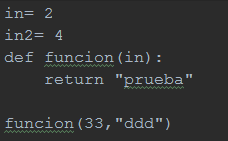 in= 2
in2= 4
def funcion(in):
    return "prueba"
funcion(33,"ddd")